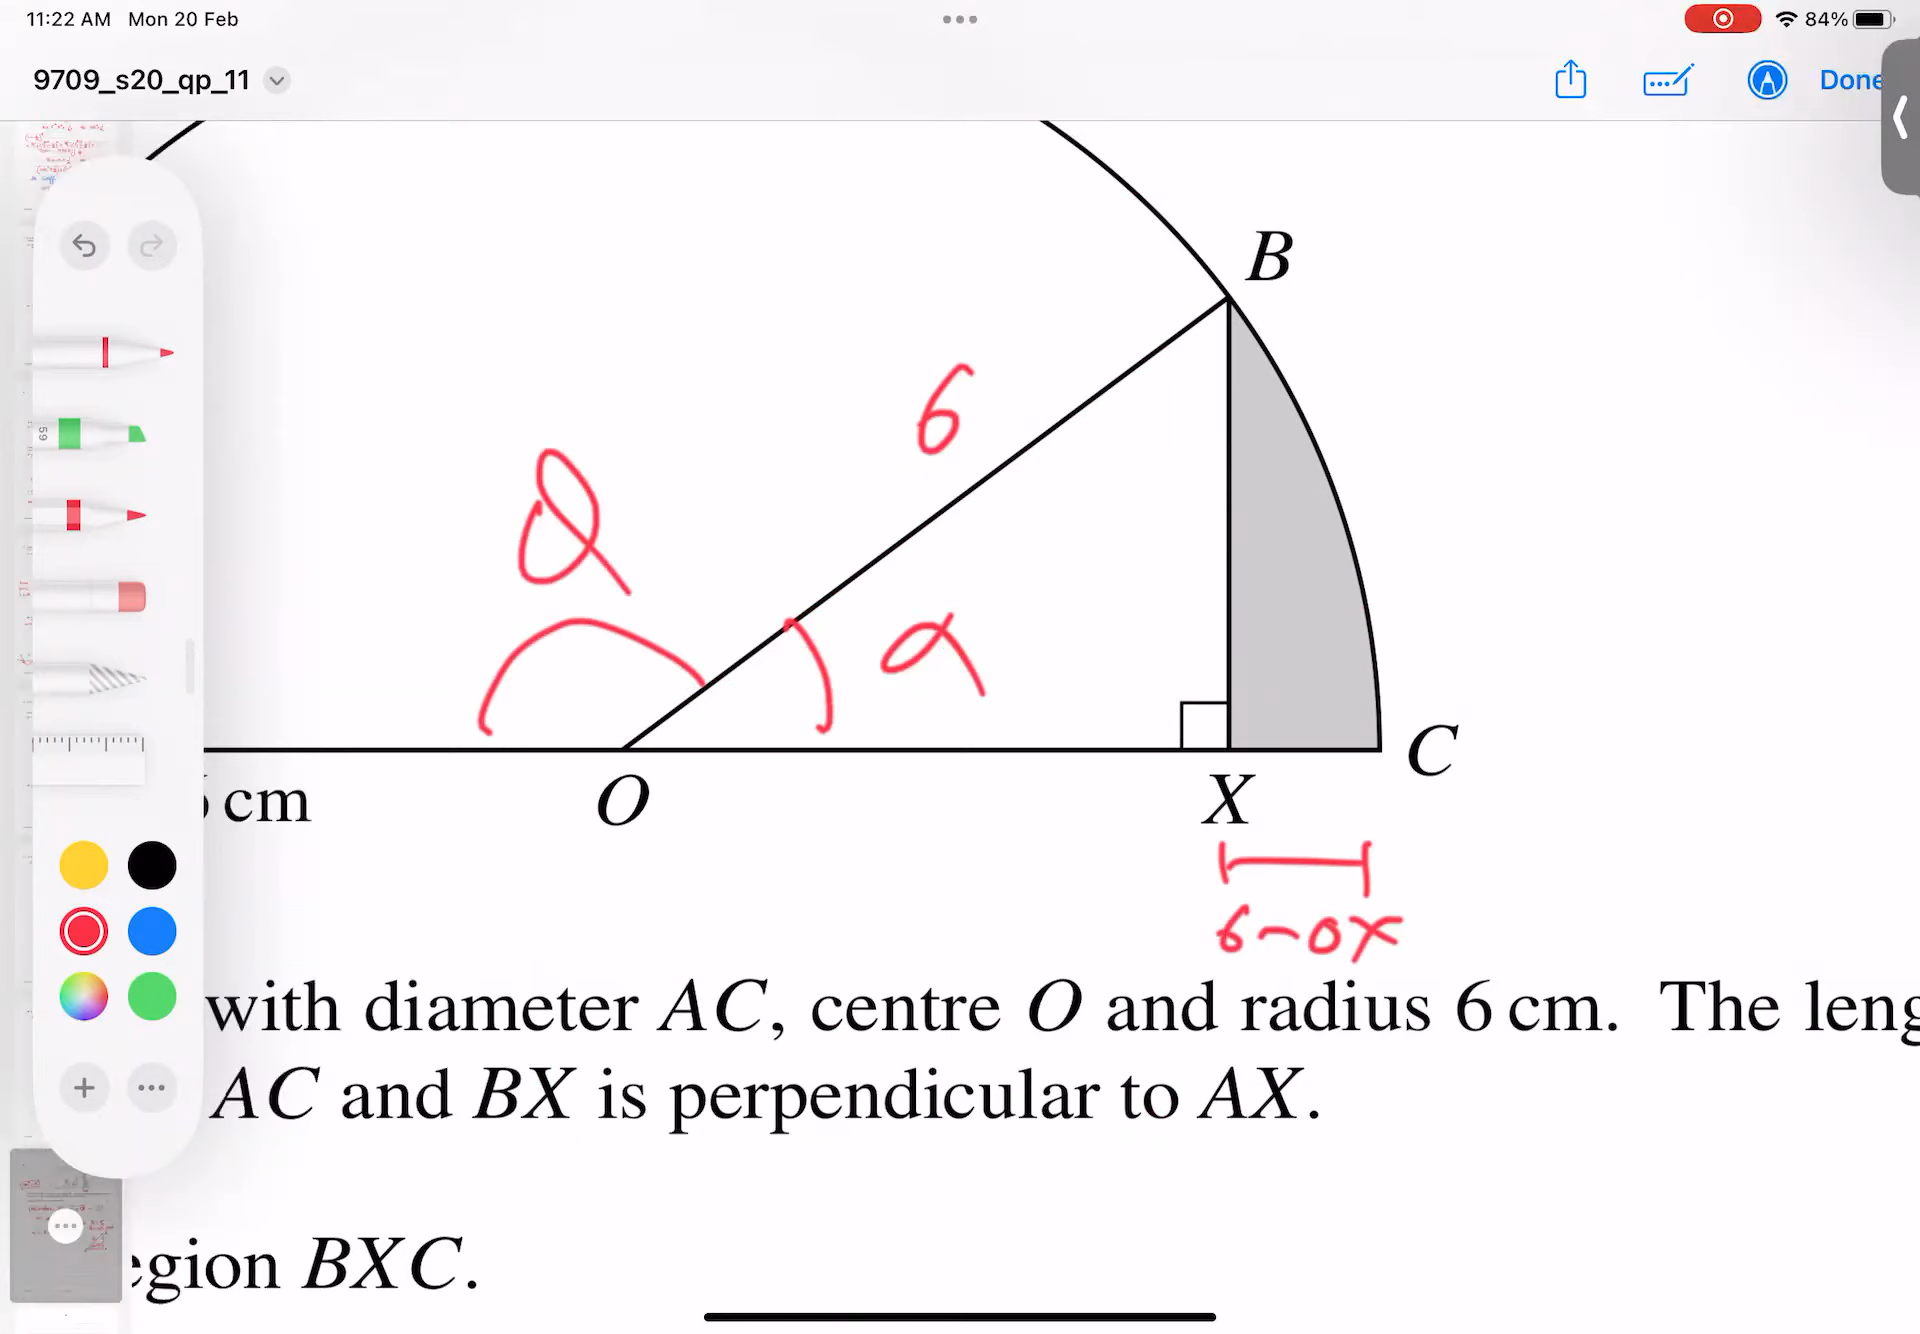 11:22 AM Mon 20 Feb
84%
9709_s20_qp_11
Done
B
6
59
α
α
C
cm
O
X
6-OX
with diameter AC, centre O and radius 6 cm. The leng
AC and BX is perpendicular to AX.
egion BXC.